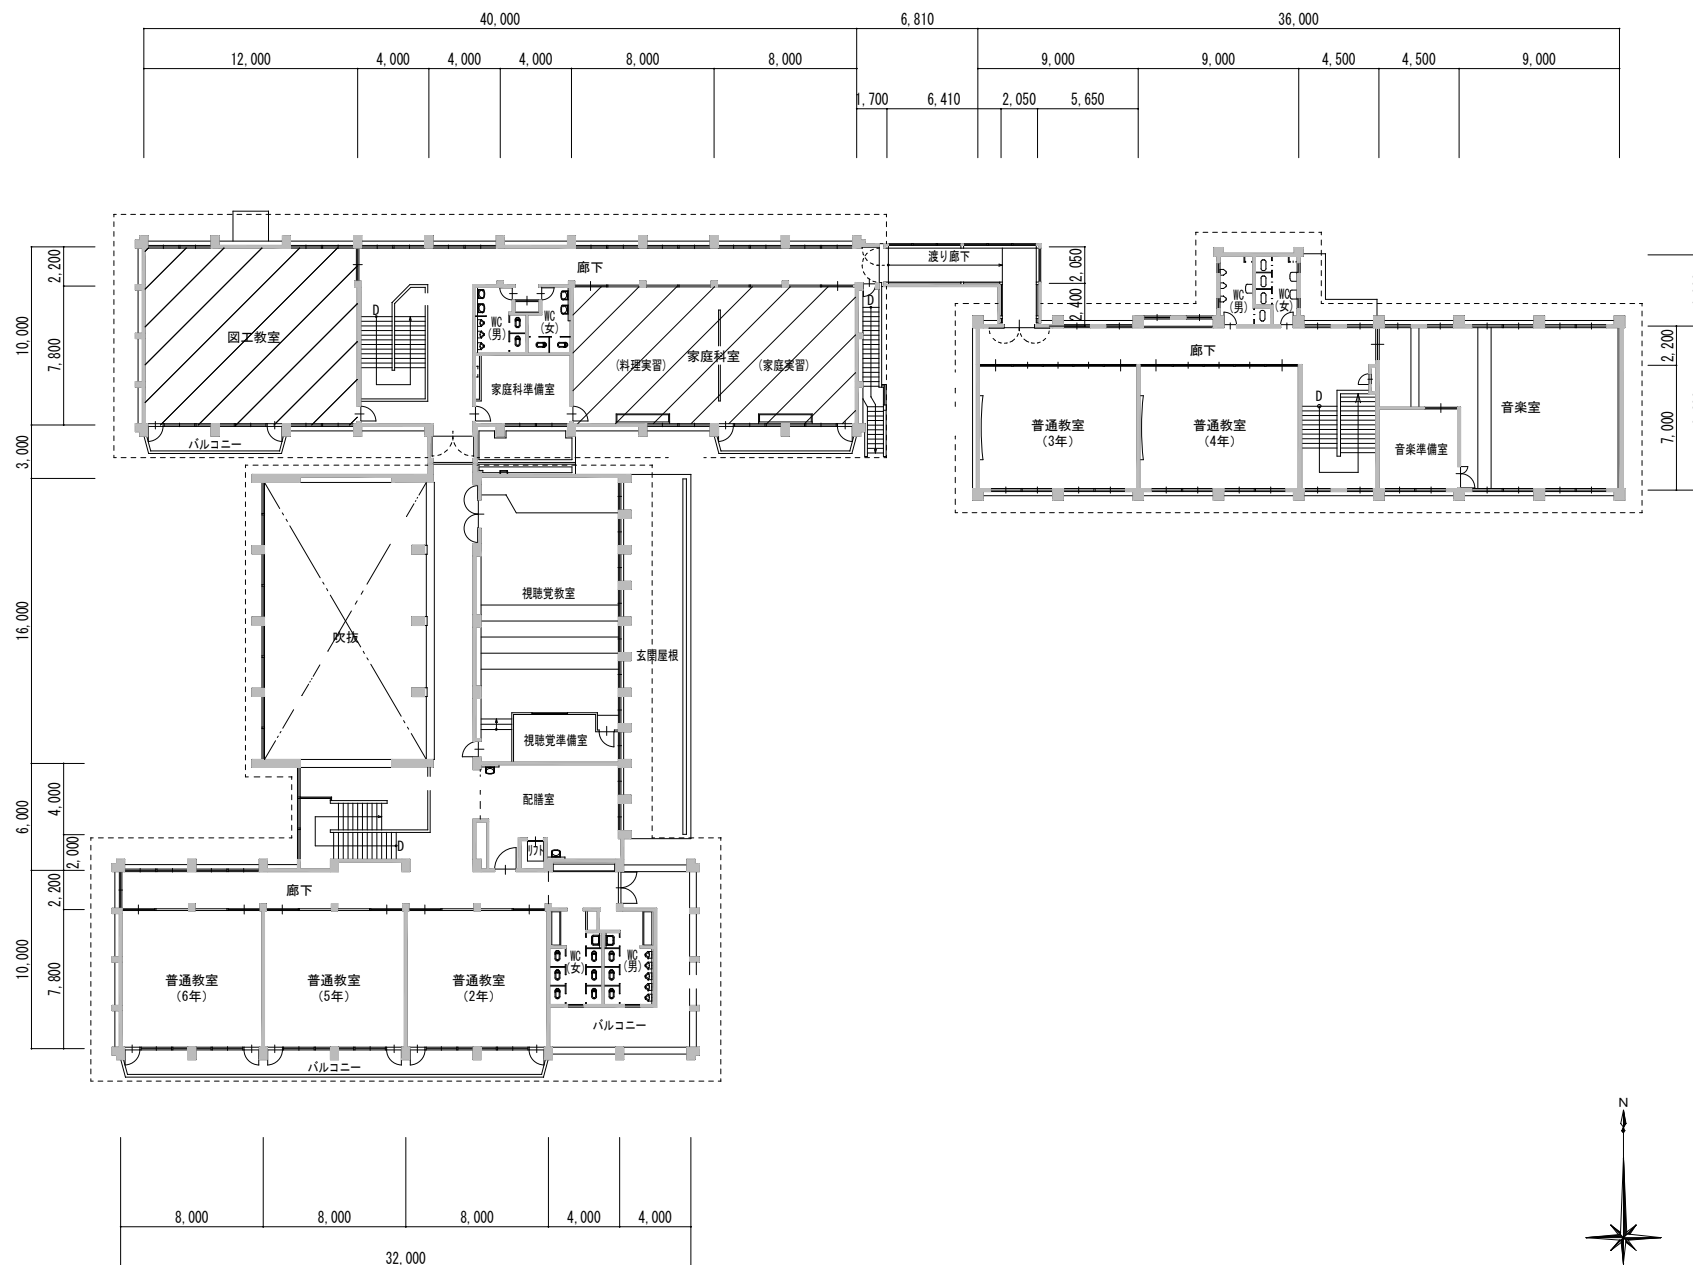 40,000
6,810
36,000
12,000
4,000
4,000
4,000
8,000
8,000
9,000
9,000
4,500
4,500
9,000
1,700
6,410
2,050
5,650
2,200
10,000
7,800
3,000
16,000
6,000
4,000
2,000
2,200
10,000
7,800
廊下
渡り廊下
2,050
2,400
D
D
図工教室
WC
(男)
WC
(女)
家庭科室
(料理実習)
(家庭実習)
家庭科準備室
バルコニー
WC
(男)
WC
(女)
廊下
2,200
7,000
普通教室
(3年)
普通教室
(4年)
D
音楽準備室
音楽室
視聴覚教室
吹抜
玄関屋根
視聴覚準備室
配膳室
D
リフト
廊下
普通教室
(6年)
普通教室
(5年)
普通教室
(2年)
WC
(女)
WC
(男)
バルコニー
バルコニー
N
8,000
8,000
8,000
4,000
4,000
32,000